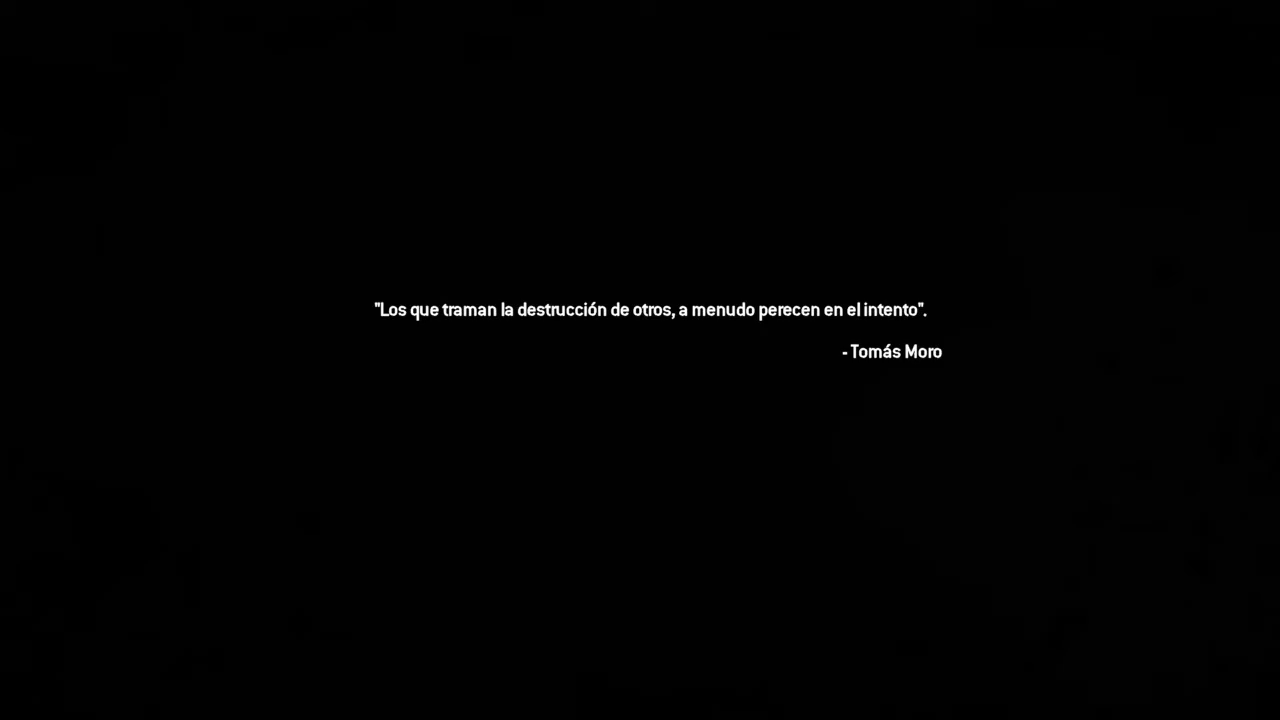 "Los que traman la destrucción de otros, a menudo perecen en el intento".
- Tomás Moro